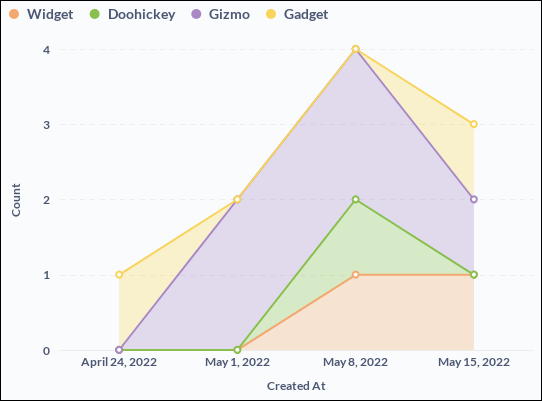 Widget Doohickey Gizmo Gadget
4
3
2
1
0
Count
April 24, 2022 May 1, 2022 May 8, 2022 May 15, 2022
Created At